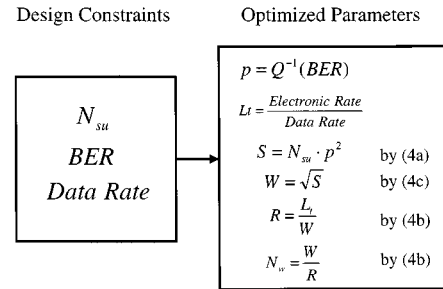 Design Constraints
Optimized Parameters
N_su
BER
Data Rate
p = Q^{-1}(BER)
Lt = Electronic Rate / Data Rate
S = N_su · p^2 by (4a)
W = √S by (4c)
R = L_t / W by (4b)
N_w = W / R by (4b)